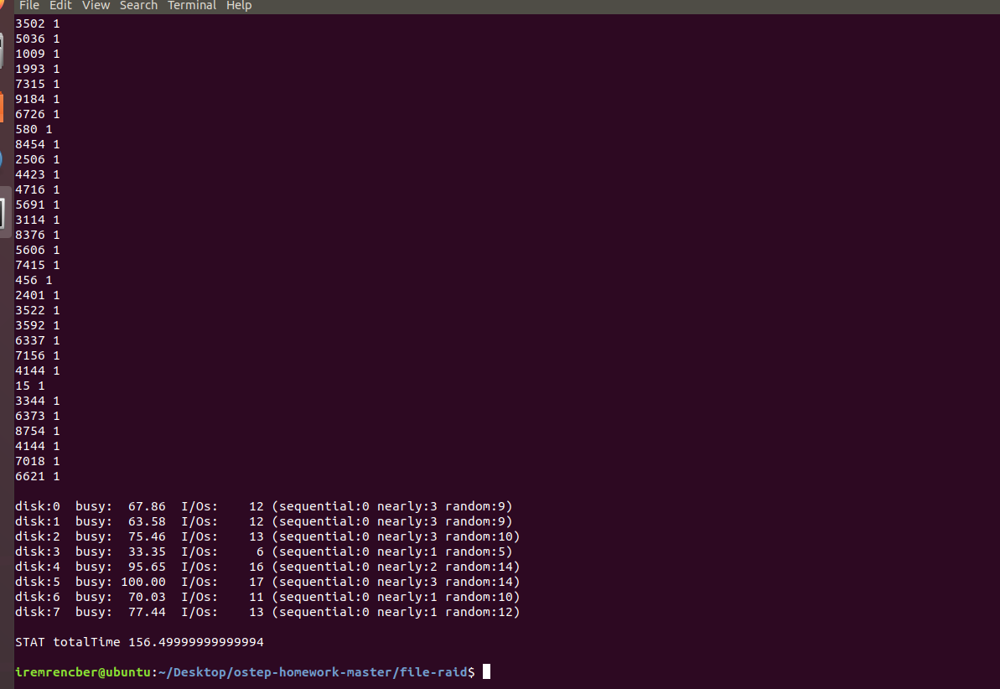 File Edit View Search Terminal Help
3502 1
5036 1
1009 1
1993 1
7315 1
9184 1
6726 1
580 1
8454 1
2506 1
4423 1
4716 1
5691 1
3114 1
8376 1
5606 1
7415 1
456 1
2401 1
3522 1
3592 1
6337 1
7156 1
4144 1
15 1
3344 1
6373 1
8754 1
4144 1
7018 1
6621 1
disk:0  busy:  67.86  I/Os:    12 (sequential:0 nearly:3 random:9)
disk:1  busy:  63.58  I/Os:    12 (sequential:0 nearly:3 random:9)
disk:2  busy:  75.46  I/Os:    13 (sequential:0 nearly:3 random:10)
disk:3  busy:  33.35  I/Os:     6 (sequential:0 nearly:1 random:5)
disk:4  busy:  95.65  I/Os:    16 (sequential:0 nearly:2 random:14)
disk:5  busy: 100.00  I/Os:    17 (sequential:0 nearly:3 random:14)
disk:6  busy:  70.03  I/Os:    11 (sequential:0 nearly:1 random:10)
disk:7  busy:  77.44  I/Os:    13 (sequential:0 nearly:1 random:12)
STAT totalTime 156.49999999999994
iremrencber@ubuntu:~/Desktop/ostep-homework-master/file-raid$